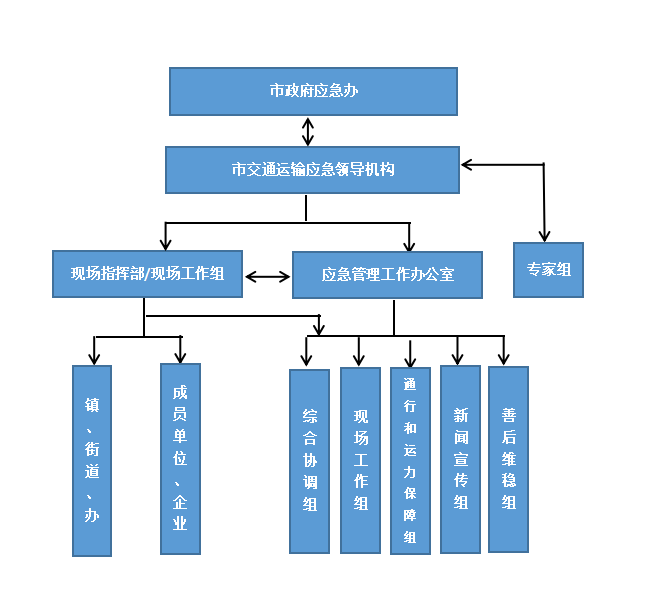 市政府应急办
市交通运输应急领导机构
现场指挥部/现场工作组
应急管理工作办公室
专家组
镇、街道、办
成员单位、企业
综合协调组
现场工作组
通行和运力保障组
新闻宣传组
善后维稳组